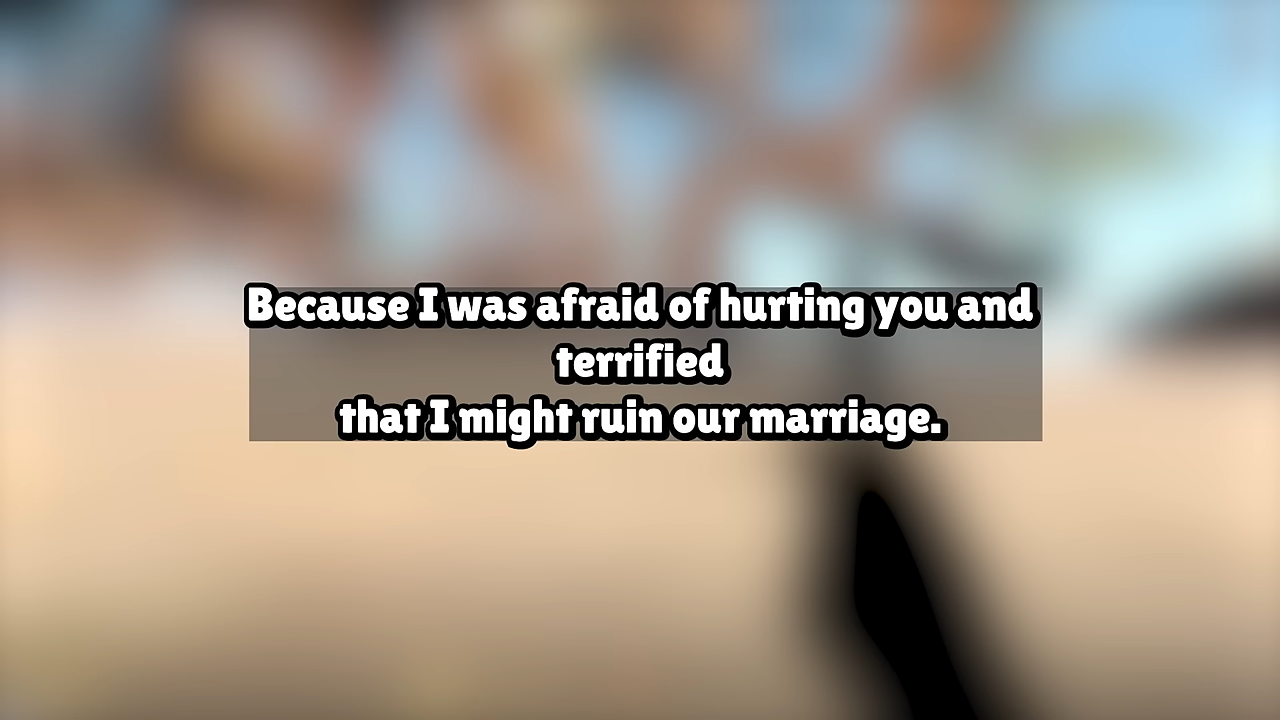 Because I was afraid of hurting you and
terrified
that I might ruin our marriage.